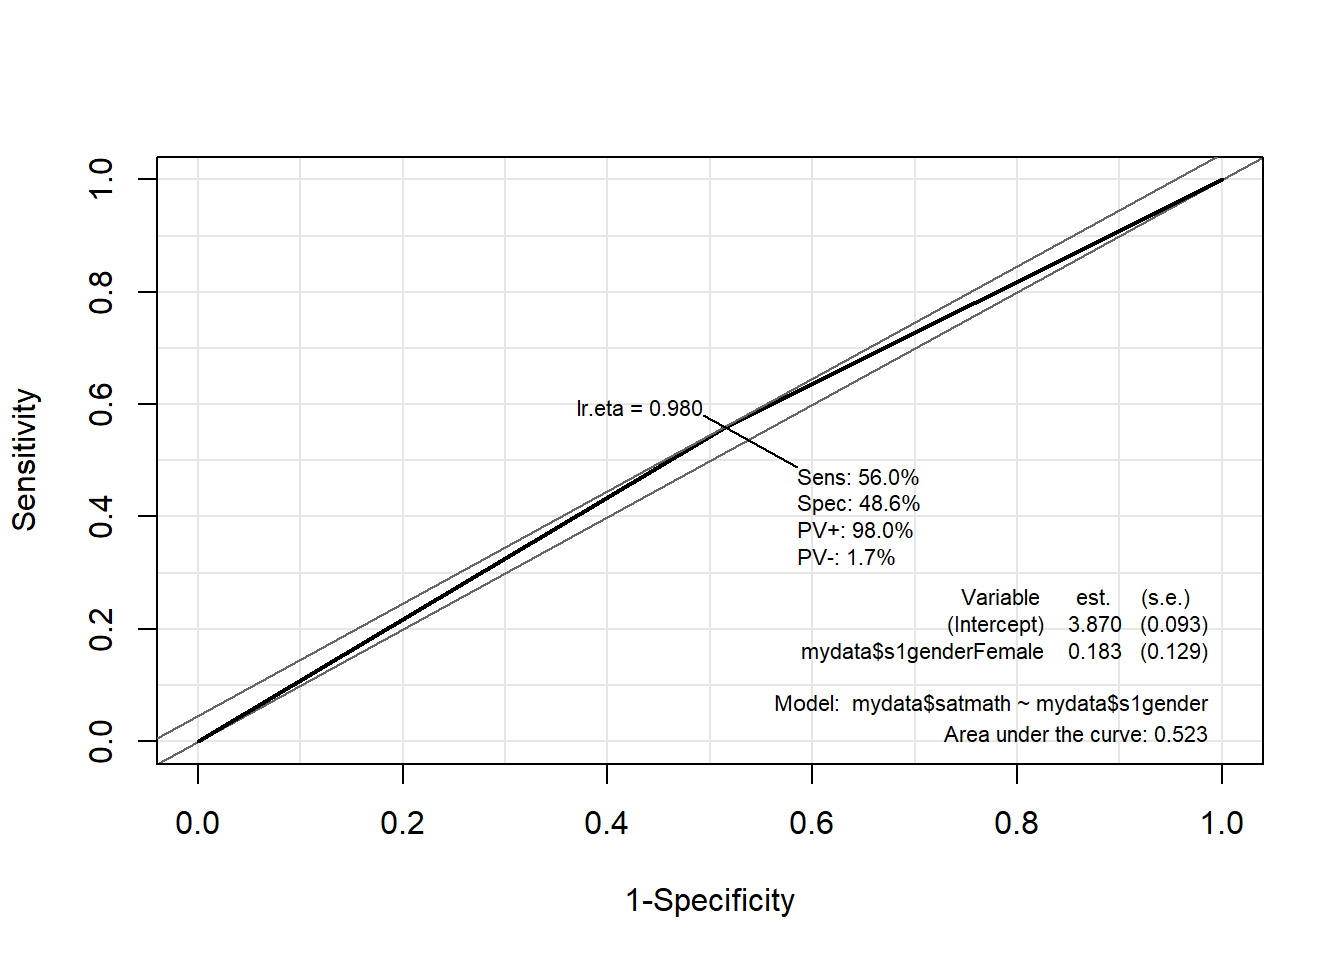 1.0
0.8
0.6
0.4
0.2
0.0
Sensitivity
lr.eta = 0.980
Sens: 56.0%
Spec: 48.6%
PV+: 98.0%
PV-: 1.7%
Variable est. (s.e.)
(Intercept) 3.870 (0.093)
mydata$s1genderFemale 0.183 (0.129)
Model: mydata$satmath ~ mydata$s1gender
Area under the curve: 0.523
0.0 0.2 0.4 0.6 0.8 1.0
1-Specificity